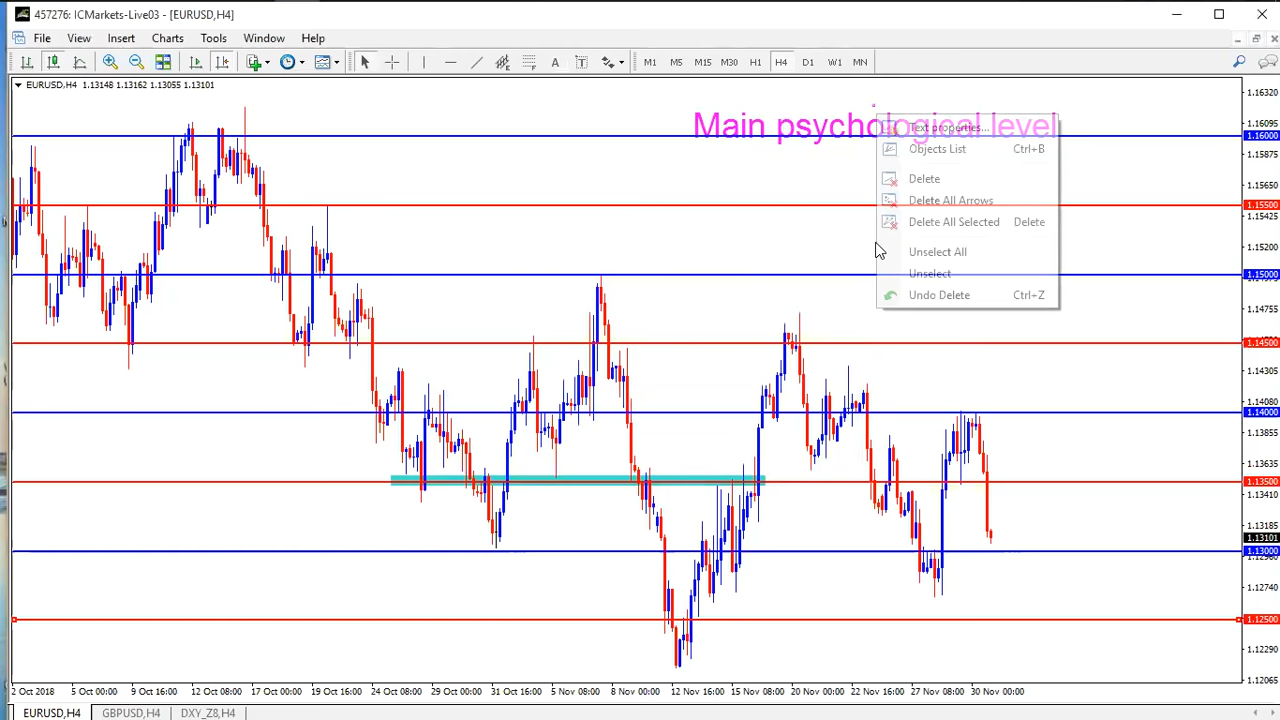 457276: ICMarkets-Live03 - [EURUSD,H4]
File View Insert Charts Tools Window Help
M1 M5 M15 M30 H1 H4 D1 W1 MN
EURUSD,H4 1.13148 1.13162 1.13055 1.13101
Main psychological level
Text properties...
Objects List Ctrl+B
Delete
Delete All Arrows
Delete All Selected Delete
Unselect All
Unselect
Undo Delete Ctrl+Z
1.16320
1.16095
1.16000
1.15875
1.15650
1.15500
1.15425
1.15200
1.15000
1.14500
1.14305
1.14080
1.14000
1.13855
1.13635
1.13500
1.13410
1.13185
1.13101
1.13000
1.12740
1.12500
1.12290
1.12065
2 Oct 2018 5 Oct 00:00 9 Oct 16:00 12 Oct 08:00 17 Oct 00:00 19 Oct 16:00 24 Oct 08:00 29 Oct 00:00 31 Oct 16:00 5 Nov 08:00 8 Nov 00:00 12 Nov 16:00 15 Nov 08:00 20 Nov 00:00 22 Nov 16:00 27 Nov 08:00 30 Nov 00:00
EURUSD,H4 GBPUSD,H4 DXY_Z8,H4